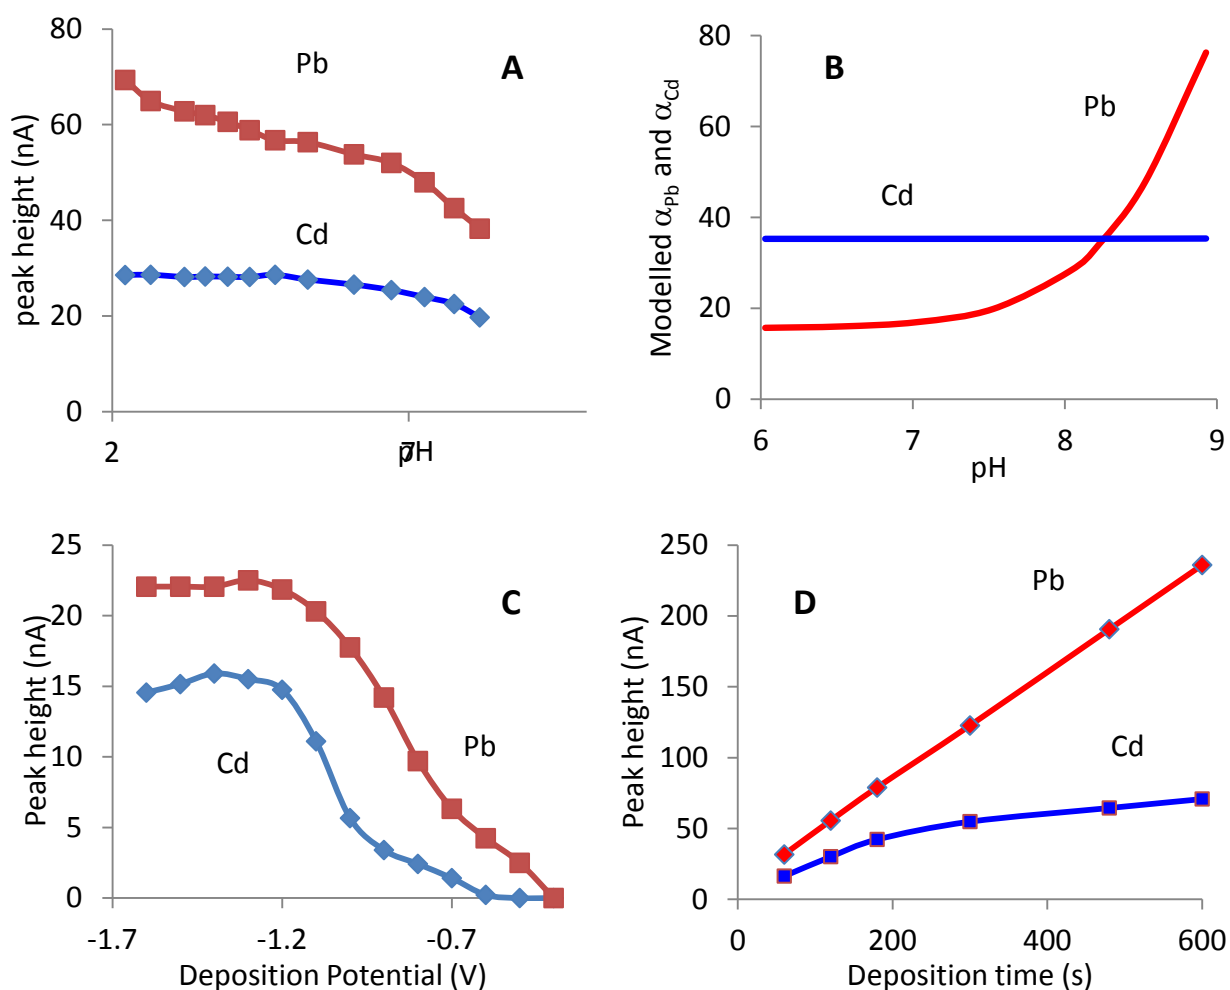 80
60
40
20
0
peak height (nA)
Pb
A
Cd
2
7
pH
80
60
40
20
0
Modelled αPb and αCd
B
Pb
Cd
6
7
8
9
pH
25
20
15
10
5
0
Peak height (nA)
C
Cd
Pb
-1.7
-1.2
-0.7
Deposition Potential (V)
250
200
150
100
50
0
Peak height (nA)
Pb
D
Cd
0
200
400
600
Deposition time (s)